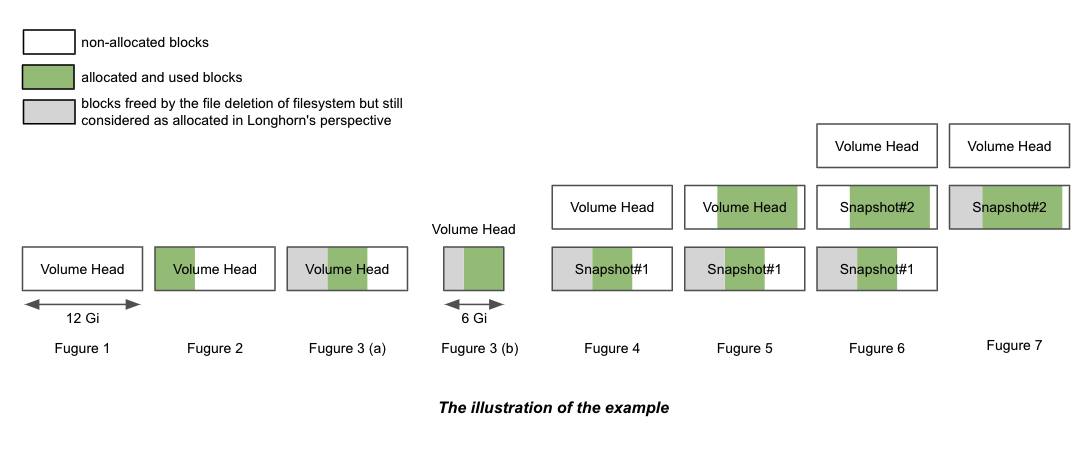 non-allocated blocks
allocated and used blocks
blocks freed by the file deletion of filesystem but still
considered as allocated in Longhorn's perspective
Volume Head Volume Head
Volume Head Volume Head Snapshot#2 Snapshot#2
Volume Head
Volume Head Volume Head Volume Head Snapshot#1 Snapshot#1 Snapshot#1
12 Gi 6 Gi
Fugure 1 Fugure 2 Fugure 3 (a) Fugure 3 (b) Fugure 4 Fugure 5 Fugure 6 Fugure 7
The illustration of the example